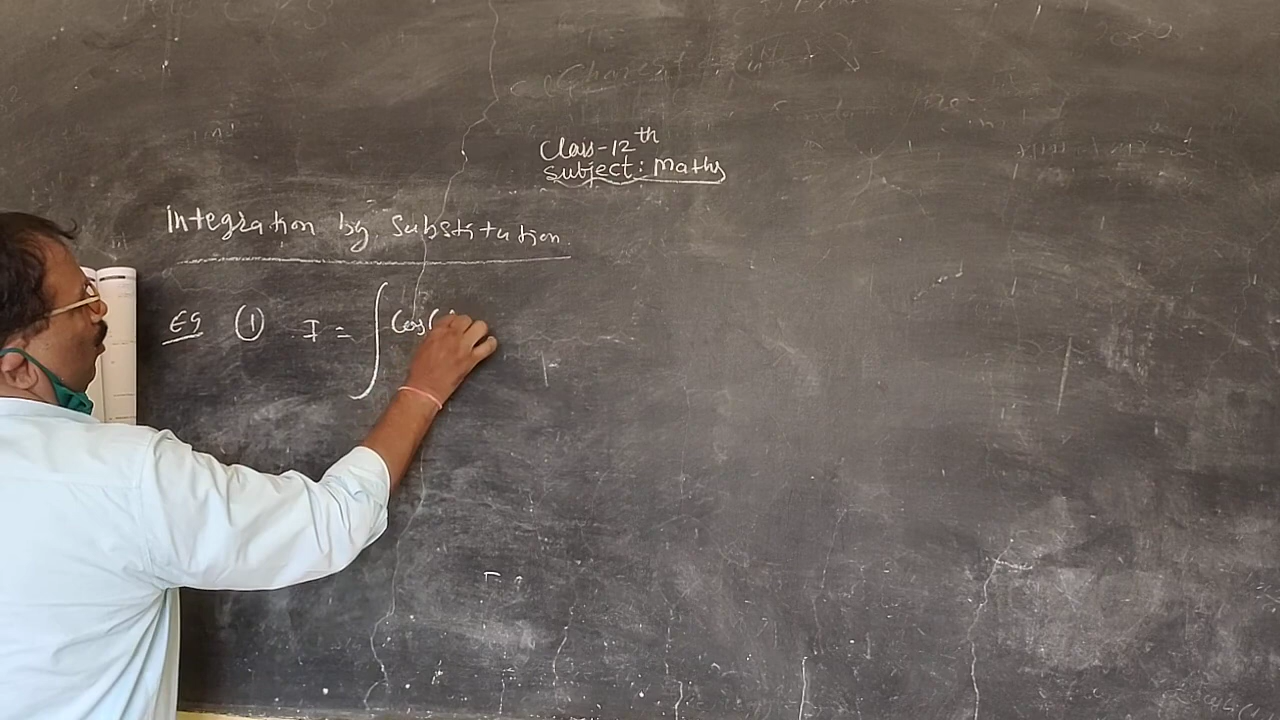 Class-12th
Subject: Maths
Integration by Substitution.
Eg ① I = ∫ Cos(